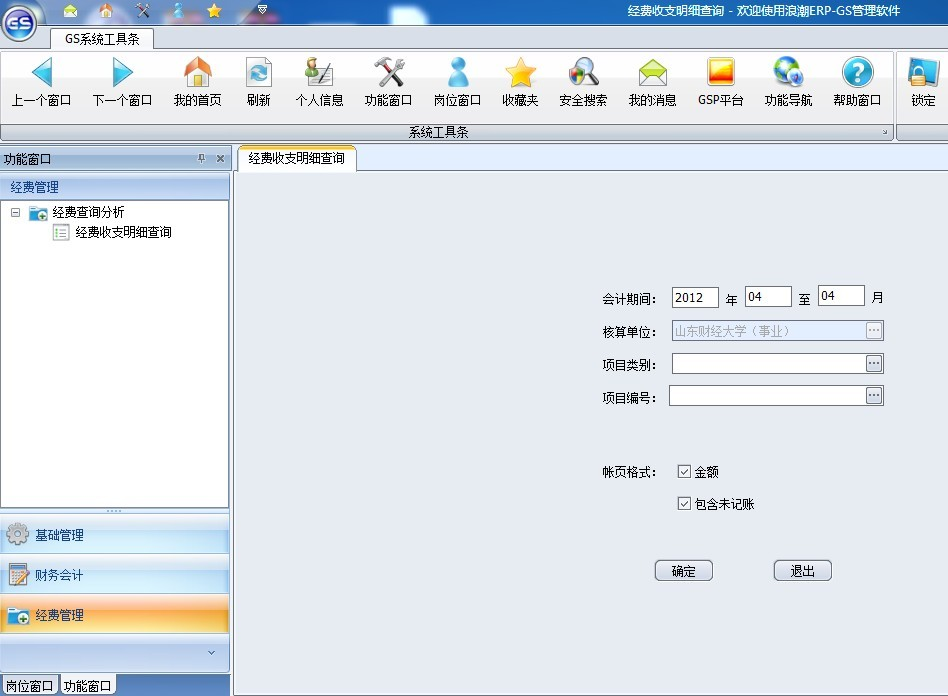 经费收支明细查询 - 欢迎使用浪潮ERP-GS管理软件
GS
GS系统工具条
上一个窗口 下一个窗口 我的首页 刷新 个人信息 功能窗口 岗位窗口 收藏夹 安全搜索 我的消息 GSP平台 功能导航 帮助窗口 锁定
系统工具条
功能窗口
经费收支明细查询
经费管理
经费查询分析
经费收支明细查询
会计期间： 2012 年 04 至 04 月
核算单位： 山东财经大学（事业）
项目类别：
项目编号：
帐页格式： 金额
包含未记账
确定 退出
基础管理
财务会计
经费管理
岗位窗口 功能窗口